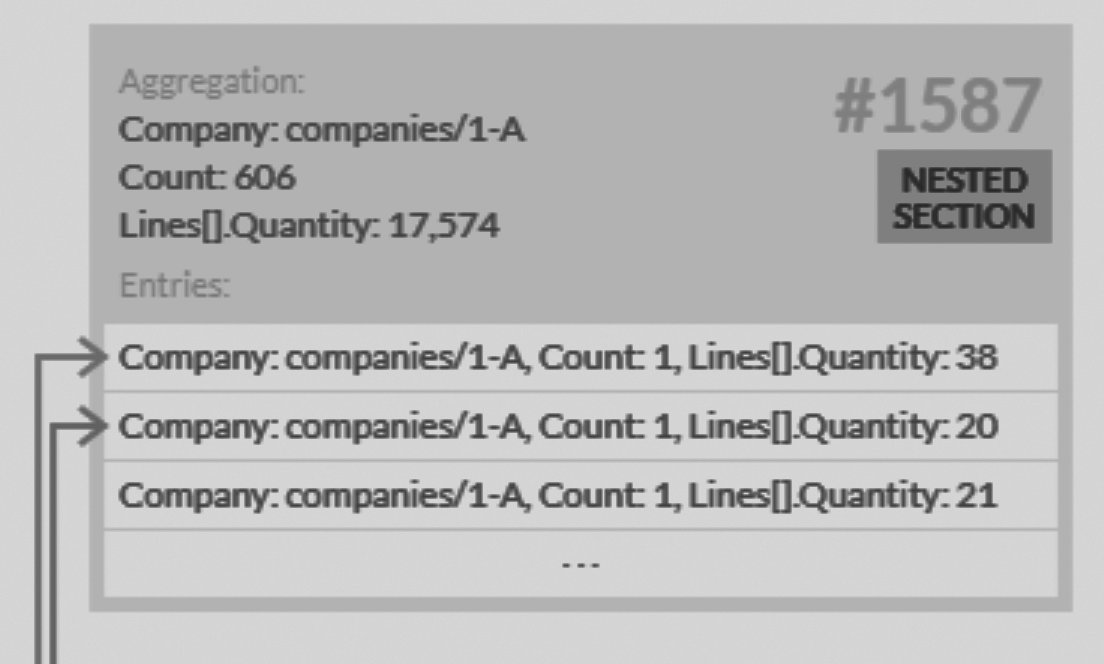 Aggregation:
Company: companies/1-A
Count: 606
Lines[].Quantity: 17,574
#1587
NESTED
SECTION
Entries:
Company: companies/1-A, Count: 1, Lines[].Quantity: 38
Company: companies/1-A, Count: 1, Lines[].Quantity: 20
Company: companies/1-A, Count: 1, Lines[].Quantity: 21
---